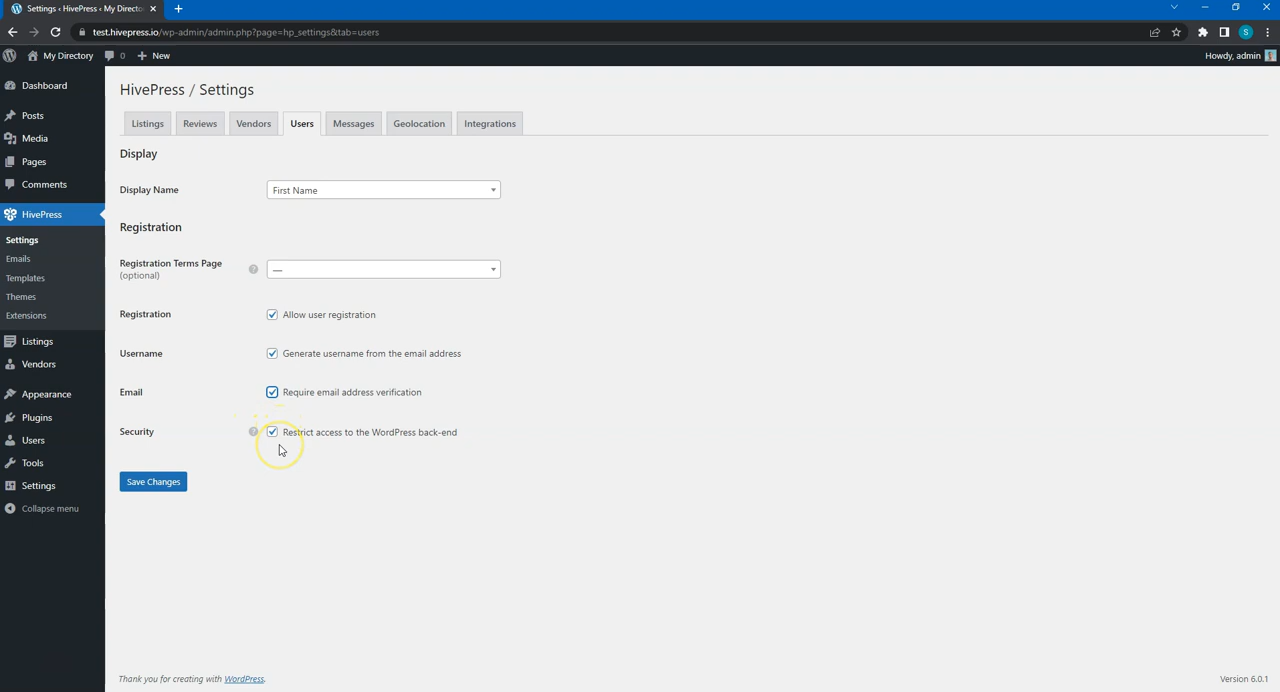 Settings ‹ HivePress ‹ My Director
test.hivepress.io/wp-admin/admin.php?page=hp_settings&tab=users
S
My Directory
0
New
Howdy, admin
Dashboard
Posts
Media
Pages
Comments
HivePress
Settings
Emails
Templates
Themes
Extensions
Listings
Vendors
Appearance
Plugins
Users
Tools
Settings
Collapse menu
HivePress / Settings
Listings
Reviews
Vendors
Users
Messages
Geolocation
Integrations
Display
Display Name
First Name
Registration
Registration Terms Page
(optional)
?
—
Registration
Allow user registration
Username
Generate username from the email address
Email
Require email address verification
Security
?
Restrict access to the WordPress back-end
Save Changes
Thank you for creating with WordPress.
Version 6.0.1